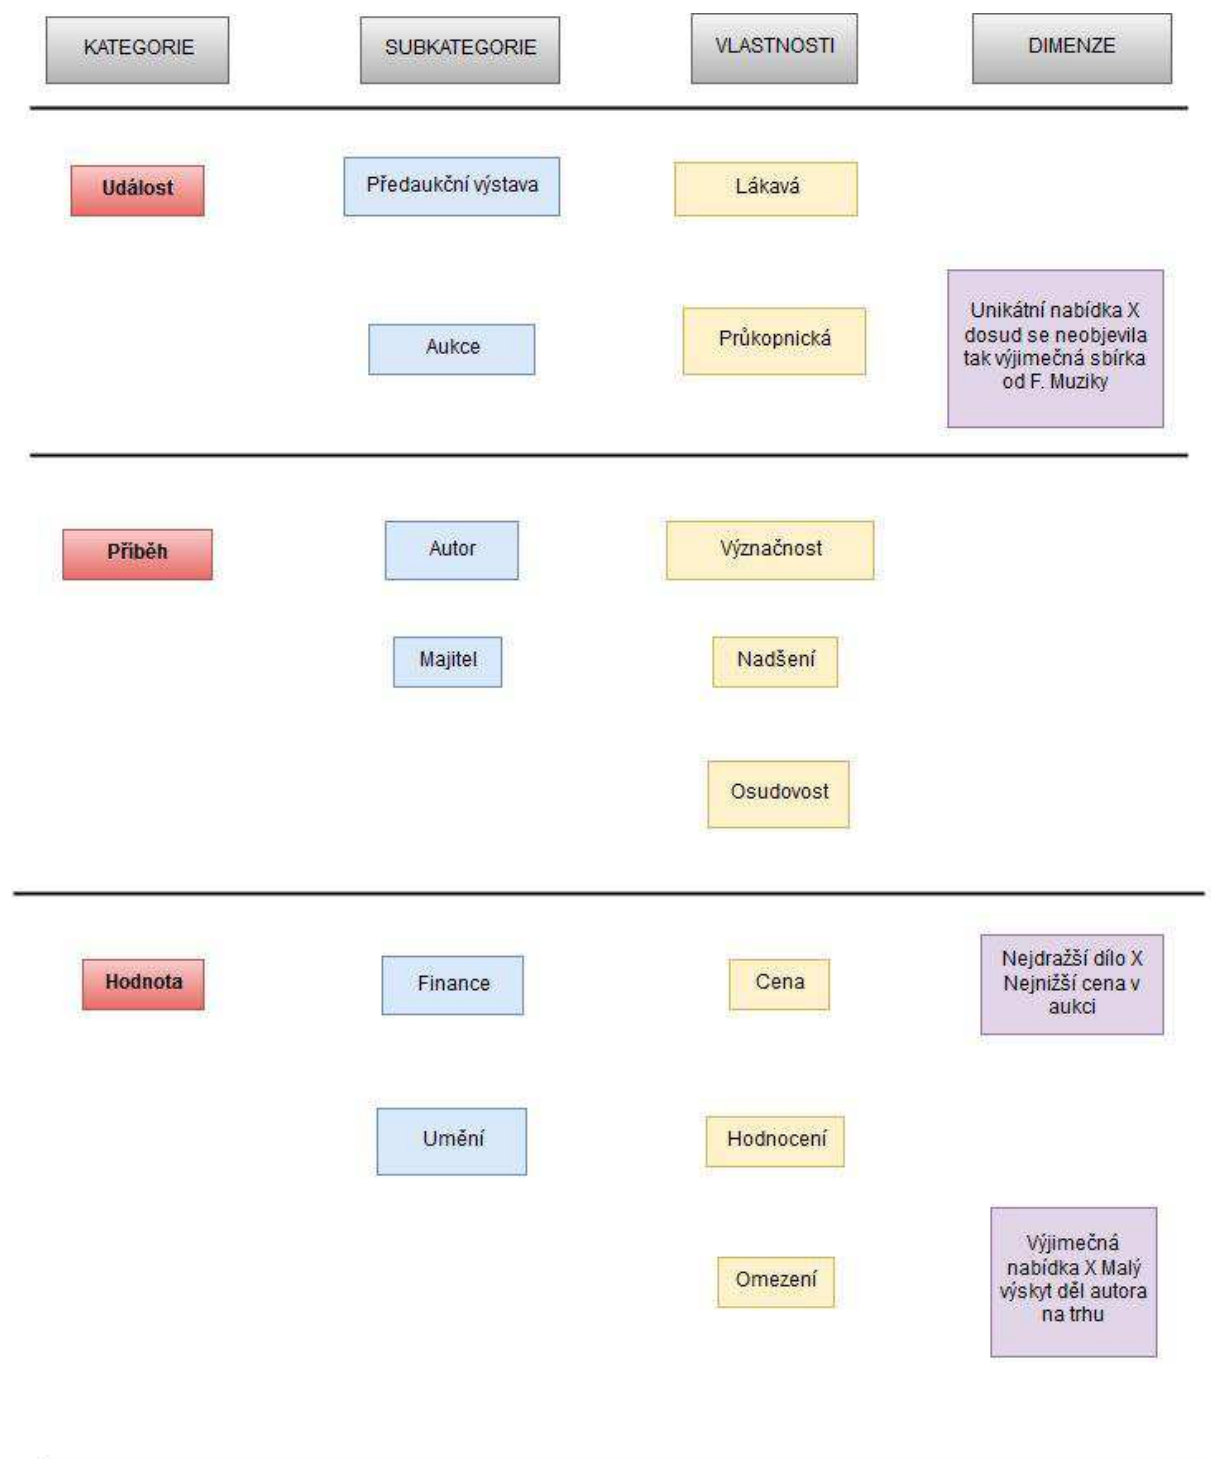 KATEGORIE
SUBKATEGORIE
VLASTNOSTI
DIMENZE
Událost
Předaukční výstava
Lákavá
Aukce
Průkopnická
Unikátní nabídka X
dosud se neobjevila
tak výjimečná sbírka
od F. Muziky
Příběh
Autor
Význačnost
Majitel
Nadšení
Osudovost
Hodnota
Finance
Cena
Nejdražší dílo X
Nejnižší cena v
aukci
Umění
Hodnocení
Omezení
Výjimečná
nabídka X Malý
výskyt děl autora
na trhu